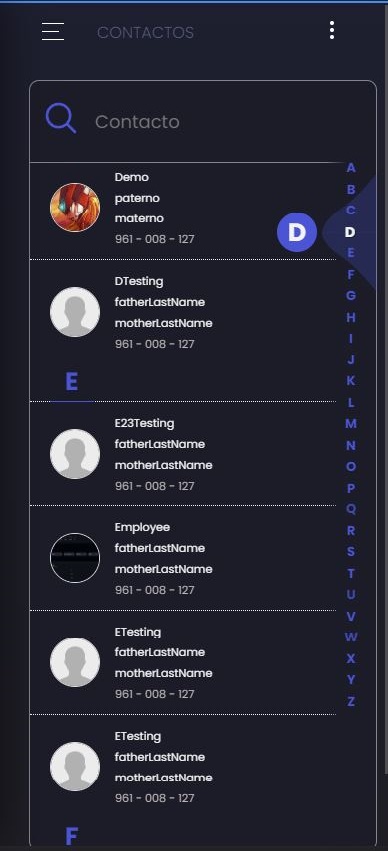 CONTACTOS
Contacto
Demo
paterno
materno
961 - 008 - 127
DTesting
fatherLastName
motherLastName
961 - 008 - 127
E
E23Testing
fatherLastName
motherLastName
961 - 008 - 127
Employee
fatherLastName
motherLastName
961 - 008 - 127
ETesting
fatherLastName
motherLastName
961 - 008 - 127
ETesting
fatherLastName
motherLastName
961 - 008 - 127
F
D
A
B
C
D
E
F
G
H
I
J
K
L
M
N
O
P
Q
R
S
T
U
V
W
X
Y
Z